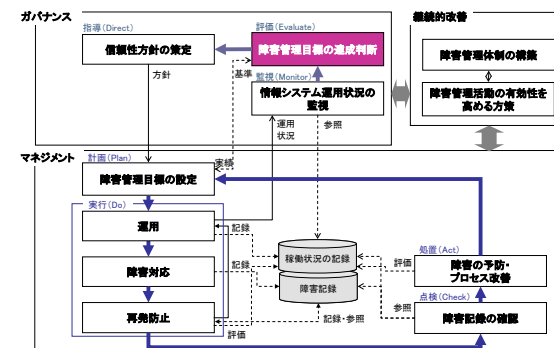 ガバナンス
継続的改善
指導(Direct)
評価(Evaluate)
信頼性方針の策定
障害管理目標の達成判断
障害管理体制の構築
方針
基準
監視(Monitor)
情報システム運用状況の
監視
障害管理活動の有効性を
高める方策
運用
状況
参照
マネジメント
計画(Plan)
実績
障害管理目標の設定
実行(Do)
運用
記録
稼働状況の記録
処置(Act)
評価
障害の予防・
プロセス改善
障害対応
記録
障害記録
点検(Check)
参照
障害記録の確認
再発防止
記録・参照
評価